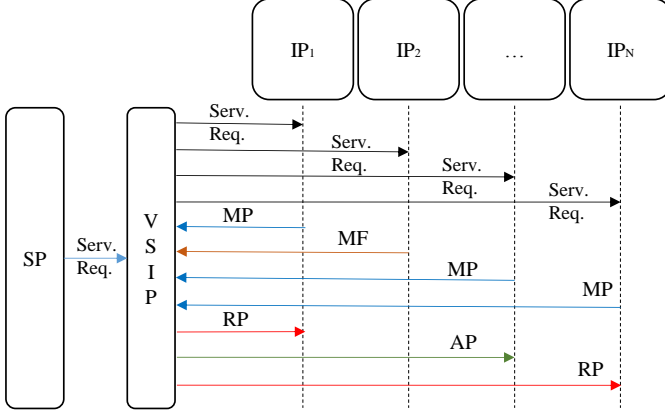 IP1
IP2
...
IPN
Serv.
Req.
Serv.
Req.
Serv.
Req.
Serv.
Req.
SP
Serv.
Req.
V
S
I
P
MP
MF
MP
MP
RP
AP
RP